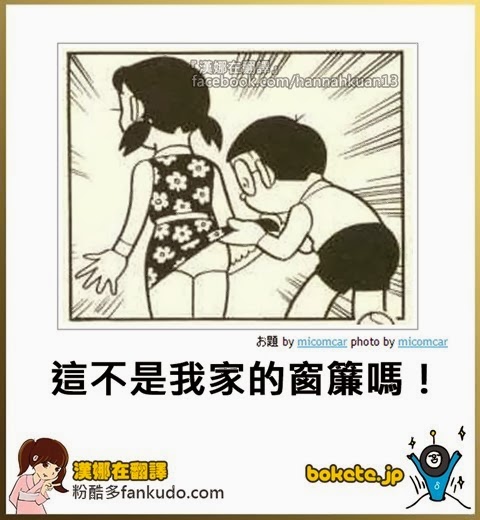 『漢娜在翻譯』
facebook.com/hannahkuan13
お題 by micomcar photo by micomcar
這不是我家的窗簾嗎！
漢娜在翻譯
粉酷多fankudo.com
bokete.jp